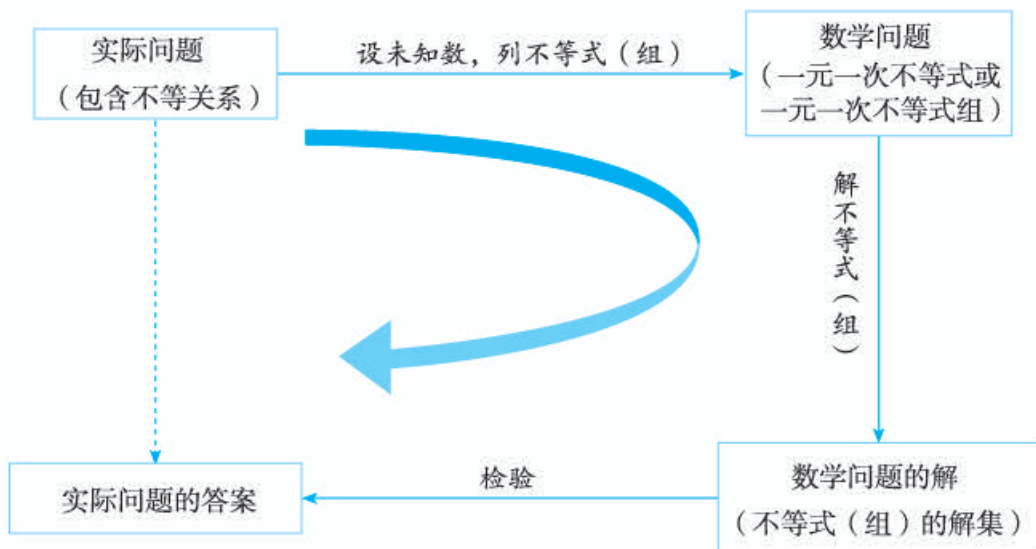 实际问题
（包含不等关系）
设未知数，列不等式（组）
数学问题
（一元一次不等式或
一元一次不等式组）
解不等式（组）
数学问题的解
（不等式（组）的解集）
检验
实际问题的答案